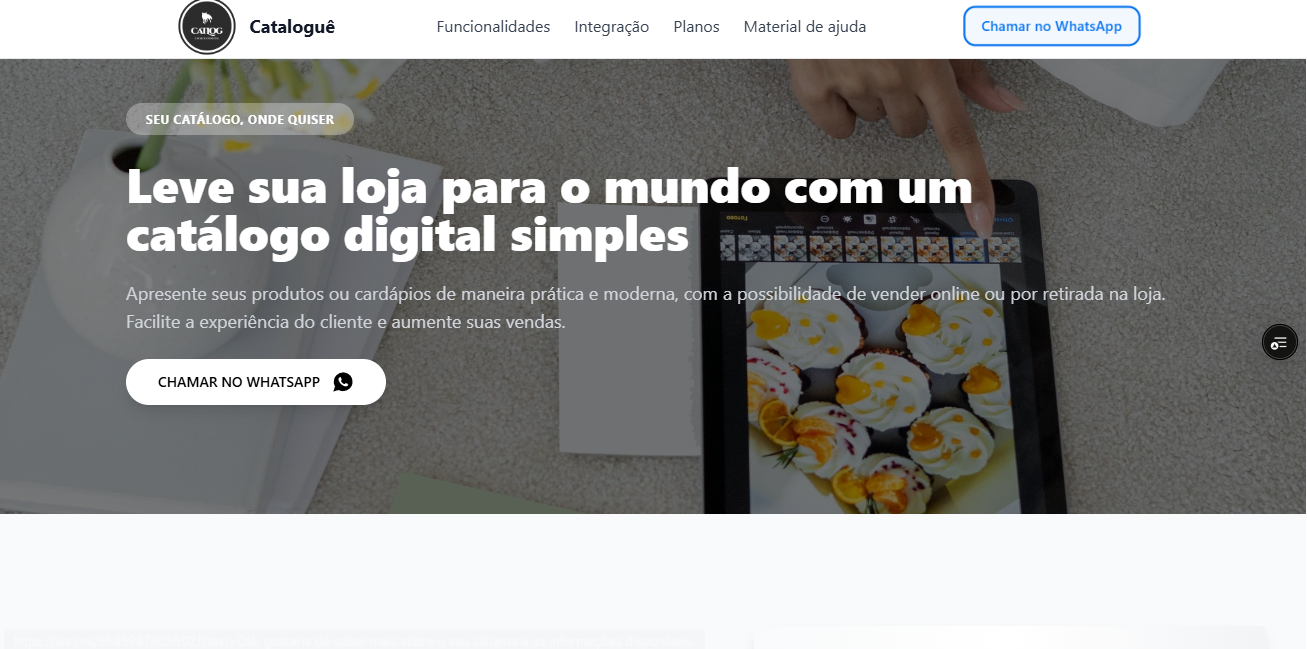 CATLOG
Cataloguê
Funcionalidades
Integração
Planos
Material de ajuda
Chamar no WhatsApp
SEU CATÁLOGO, ONDE QUISER
Leve sua loja para o mundo com um
catálogo digital simples
Apresente seus produtos ou cardápios de maneira prática e moderna, com a possibilidade de vender online ou por retirada na loja.
Facilite a experiência do cliente e aumente suas vendas.
CHAMAR NO WHATSAPP